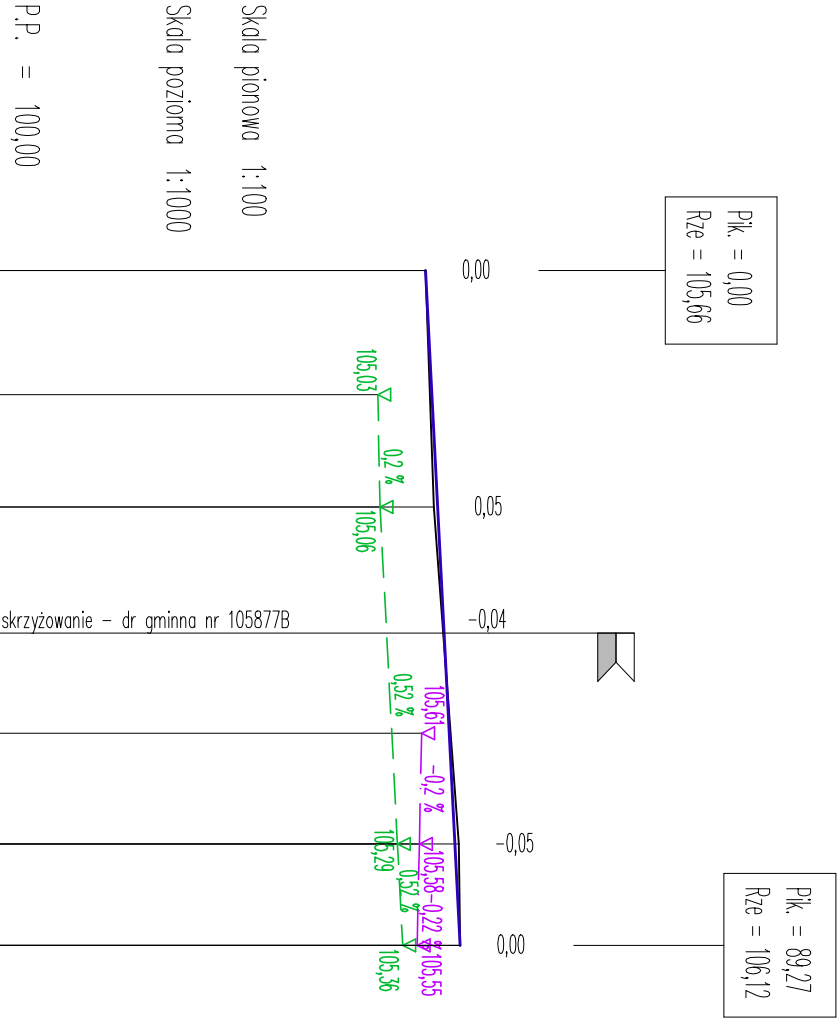 Pik. = 0,00
Rze = 105,66
Skala pionowa 1:100
Skala pozioma 1:1000
P.P. = 100,00
0,00
0,05
-0,04
-0,05
0,00
105,03
0,2 %
105,06
0,52 %
105,29
0,52 %
105,36
105,61
-0,2 %
105,58
-0,22 %
105,55
skrzyżowanie - dr gminna nr 105877B
Pik. = 89,27
Rze = 106,12